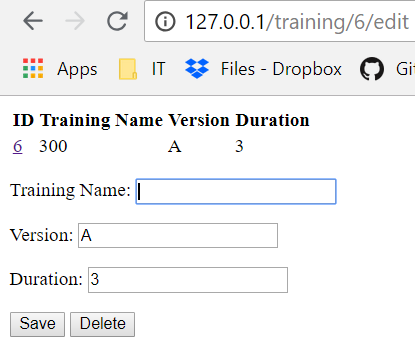 127.0.0.1/training/6/edit
Apps IT Files - Dropbox Git
ID Training Name Version Duration
6 300 A 3
Training Name:
Version: A
Duration: 3
Save Delete